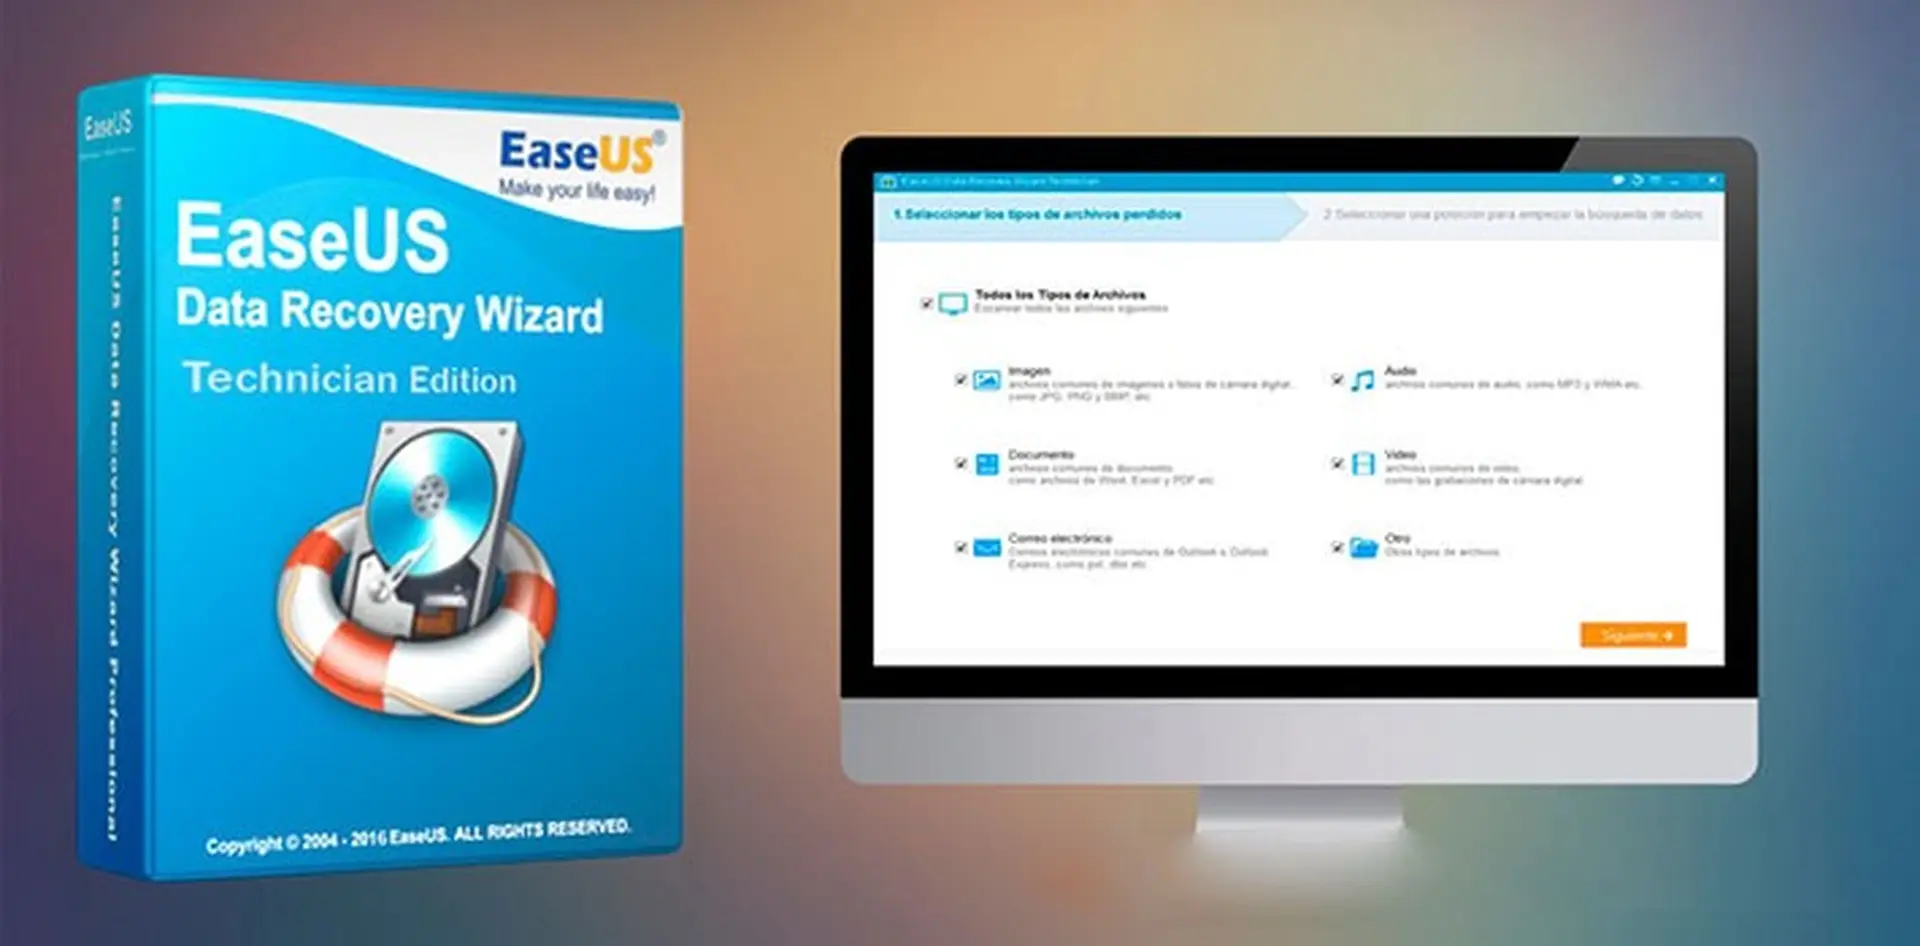 EaseUS
EaseUS Data Recovery Wizard Professional
EaseUS®
Make your life easy!
EaseUS
Data Recovery Wizard
Technician Edition
Copyright © 2004 - 2016 EaseUS. ALL RIGHTS RESERVED.
EaseUS Data Recovery Wizard Technician
1. Seleccionar los tipos de archivos perdidos
2 Seleccionar una posición para empezar la búsqueda de datos
Todos los Tipos de Archivos
Escanear todos los archivos siguientes
Imagen
archivos comunes de imágenes o fotos de cámara digital,
como JPG, PNG y BMP, etc
Audio
archivos comunes de audio, como MP3 y WMA etc.
Documento
archivos comunes de documento
como archivos de Word, Excel y PDF etc
Video
archivos comunes de video,
como las grabaciones de cámara digital
Correo electrónico
Correos electrónicos comunes de Outlook o Outlook
Express, como pst, dbx etc
Otro
Otros tipos de archivos
Siguiente